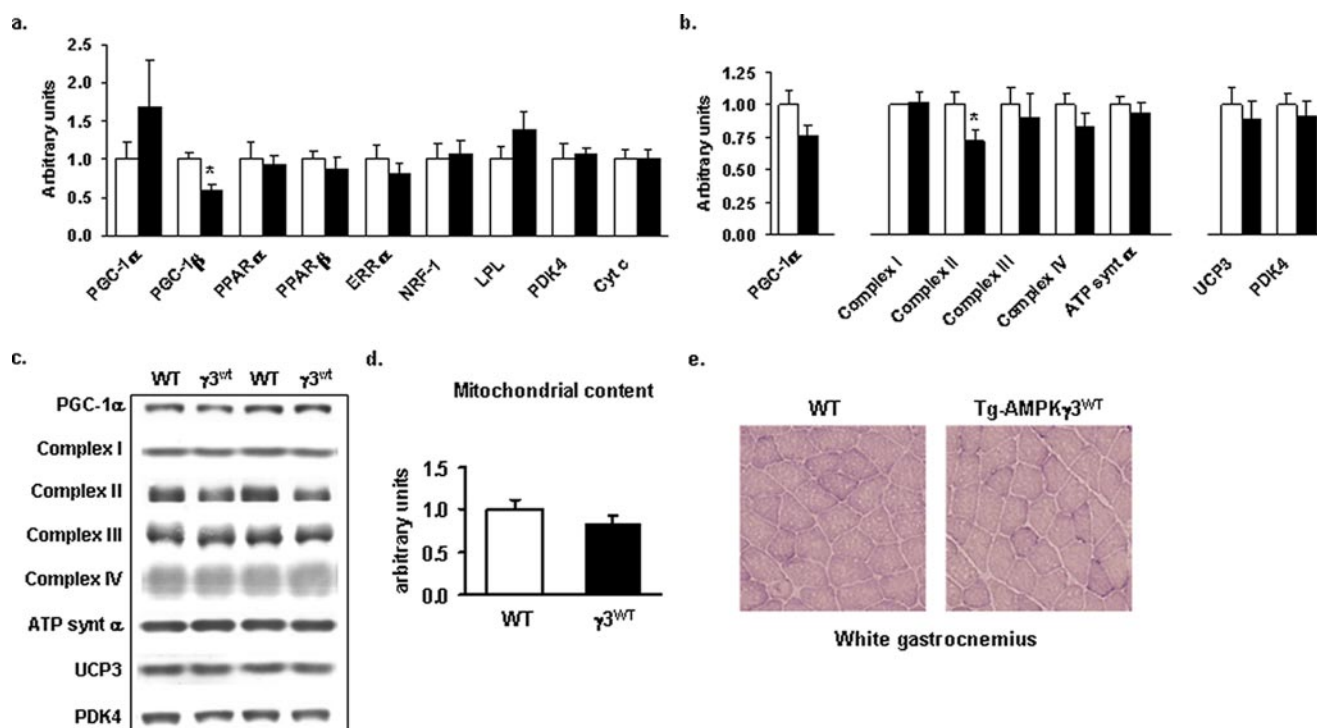 a.
Arbitrary units
2.5
2.0
1.5
1.0
0.5
0.0
*
PGC-1α
PGC-1β
PPARα
PPARβ
ERRα
NRF-1
LPL
PDK4
Cyt c
b.
Arbitrary units
1.25
1.00
0.75
0.50
0.25
0.00
*
PGC-1α
Complex I
Complex II
Complex III
Complex IV
ATP synt α
UCP3
PDK4
c.
WT γ3wt WT γ3wt
PGC-1α
Complex I
Complex II
Complex III
Complex IV
ATP synt α
UCP3
PDK4
d.
Mitochondrial content
arbitrary units
1.5
1.0
0.5
0.0
WT
γ3WT
e.
WT
Tg-AMPKγ3WT
White gastrocnemius